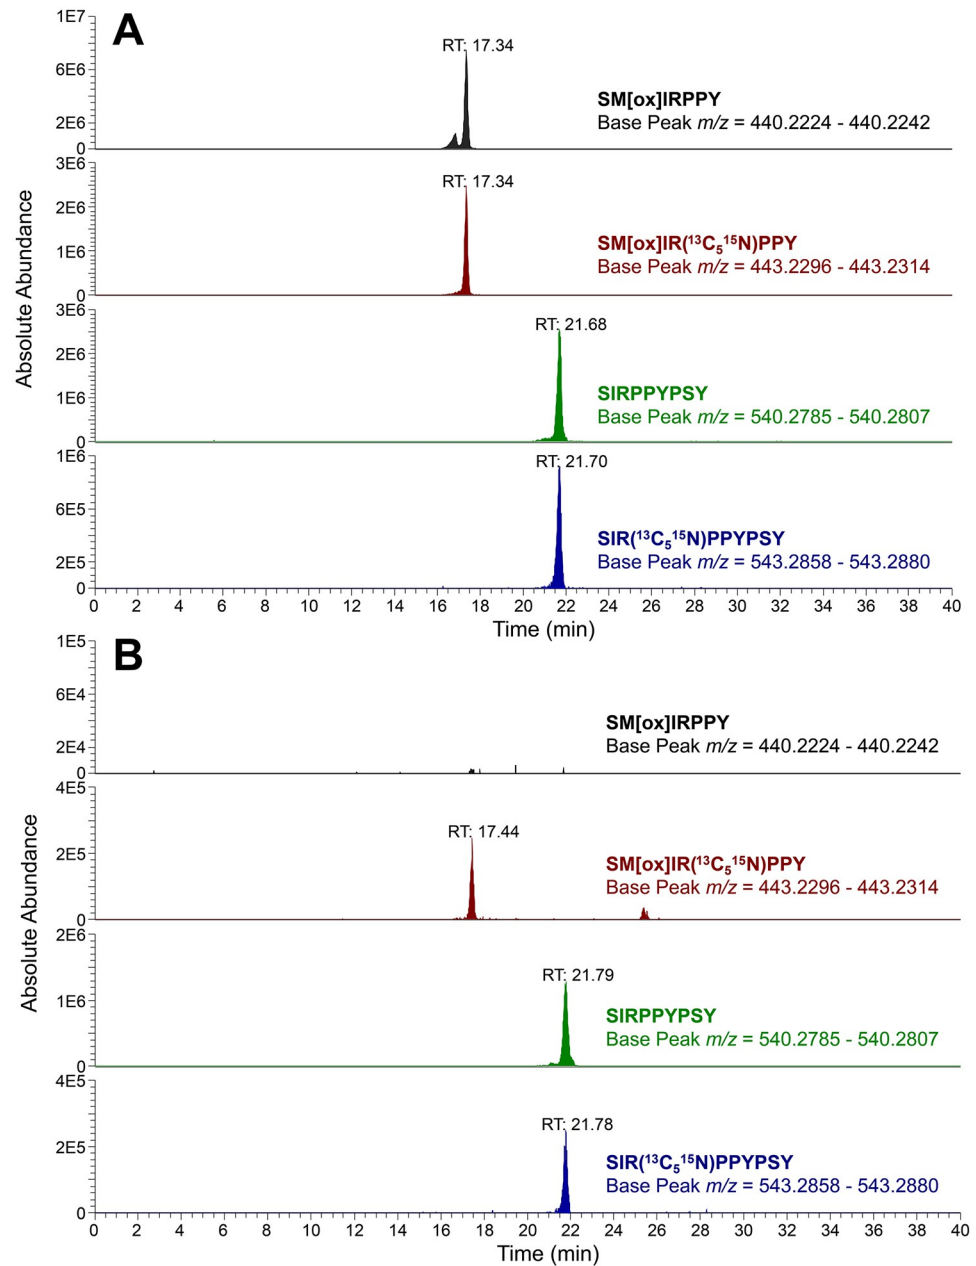 A
1E7
6E6
2E6
0
RT: 17.34
SM[ox]IRPPY
Base Peak m/z = 440.2224 - 440.2242
3E6
2E6
1E6
0
RT: 17.34
SM[ox]IR(¹³C₅¹⁵N)PPY
Base Peak m/z = 443.2296 - 443.2314
Absolute Abundance
3E6
2E6
1E6
0
RT: 21.68
SIRPPYPSY
Base Peak m/z = 540.2785 - 540.2807
1E6
6E5
2E5
0
RT: 21.70
SIR(¹³C₅¹⁵N)PPYPSY
Base Peak m/z = 543.2858 - 543.2880
0 2 4 6 8 10 12 14 16 18 20 22 24 26 28 30 32 34 36 38 40
Time (min)
B
1E5
6E4
2E4
0
SM[ox]IRPPY
Base Peak m/z = 440.2224 - 440.2242
4E5
2E5
0
RT: 17.44
SM[ox]IR(¹³C₅¹⁵N)PPY
Base Peak m/z = 443.2296 - 443.2314
Absolute Abundance
2E6
1E6
0
RT: 21.79
SIRPPYPSY
Base Peak m/z = 540.2785 - 540.2807
4E5
2E5
0
RT: 21.78
SIR(¹³C₅¹⁵N)PPYPSY
Base Peak m/z = 543.2858 - 543.2880
0 2 4 6 8 10 12 14 16 18 20 22 24 26 28 30 32 34 36 38 40
Time (min)